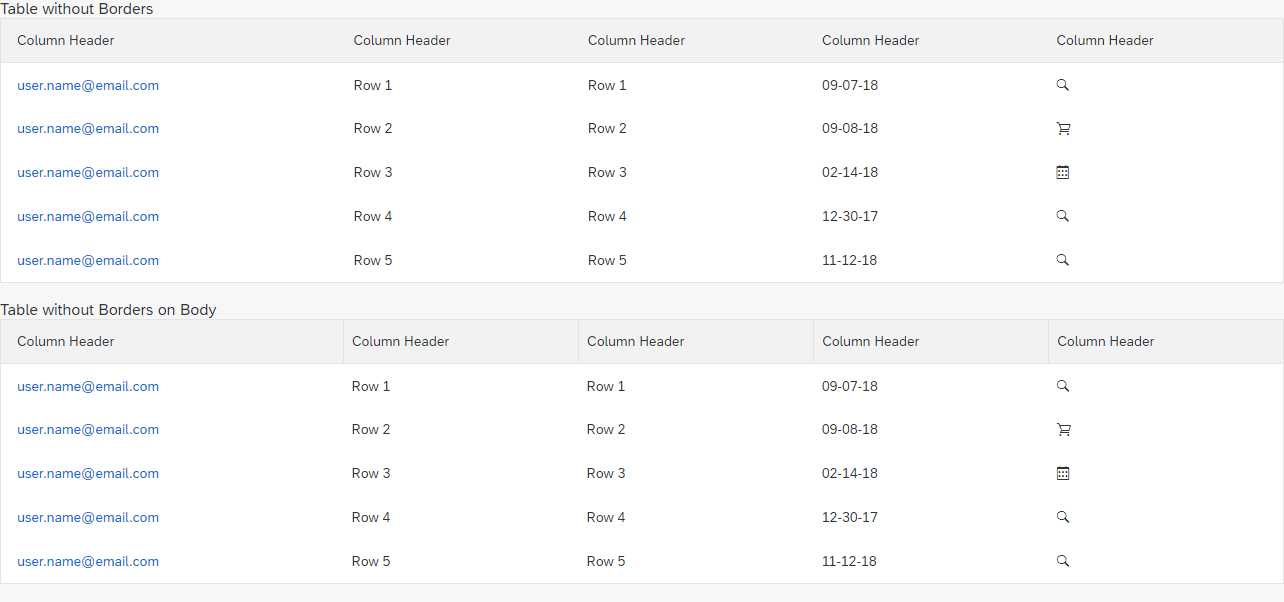 Table without Borders
Column Header Column Header Column Header Column Header Column Header
user.name@email.com Row 1 Row 1 09-07-18
user.name@email.com Row 2 Row 2 09-08-18
user.name@email.com Row 3 Row 3 02-14-18
user.name@email.com Row 4 Row 4 12-30-17
user.name@email.com Row 5 Row 5 11-12-18
Table without Borders on Body
Column Header Column Header Column Header Column Header Column Header
user.name@email.com Row 1 Row 1 09-07-18
user.name@email.com Row 2 Row 2 09-08-18
user.name@email.com Row 3 Row 3 02-14-18
user.name@email.com Row 4 Row 4 12-30-17
user.name@email.com Row 5 Row 5 11-12-18